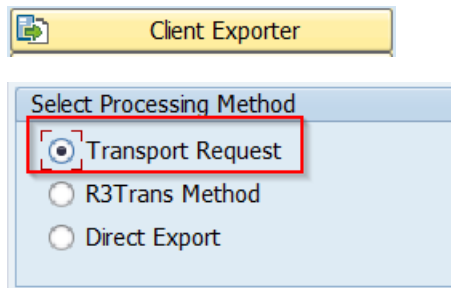 Client Exporter
Select Processing Method
Transport Request
R3Trans Method
Direct Export